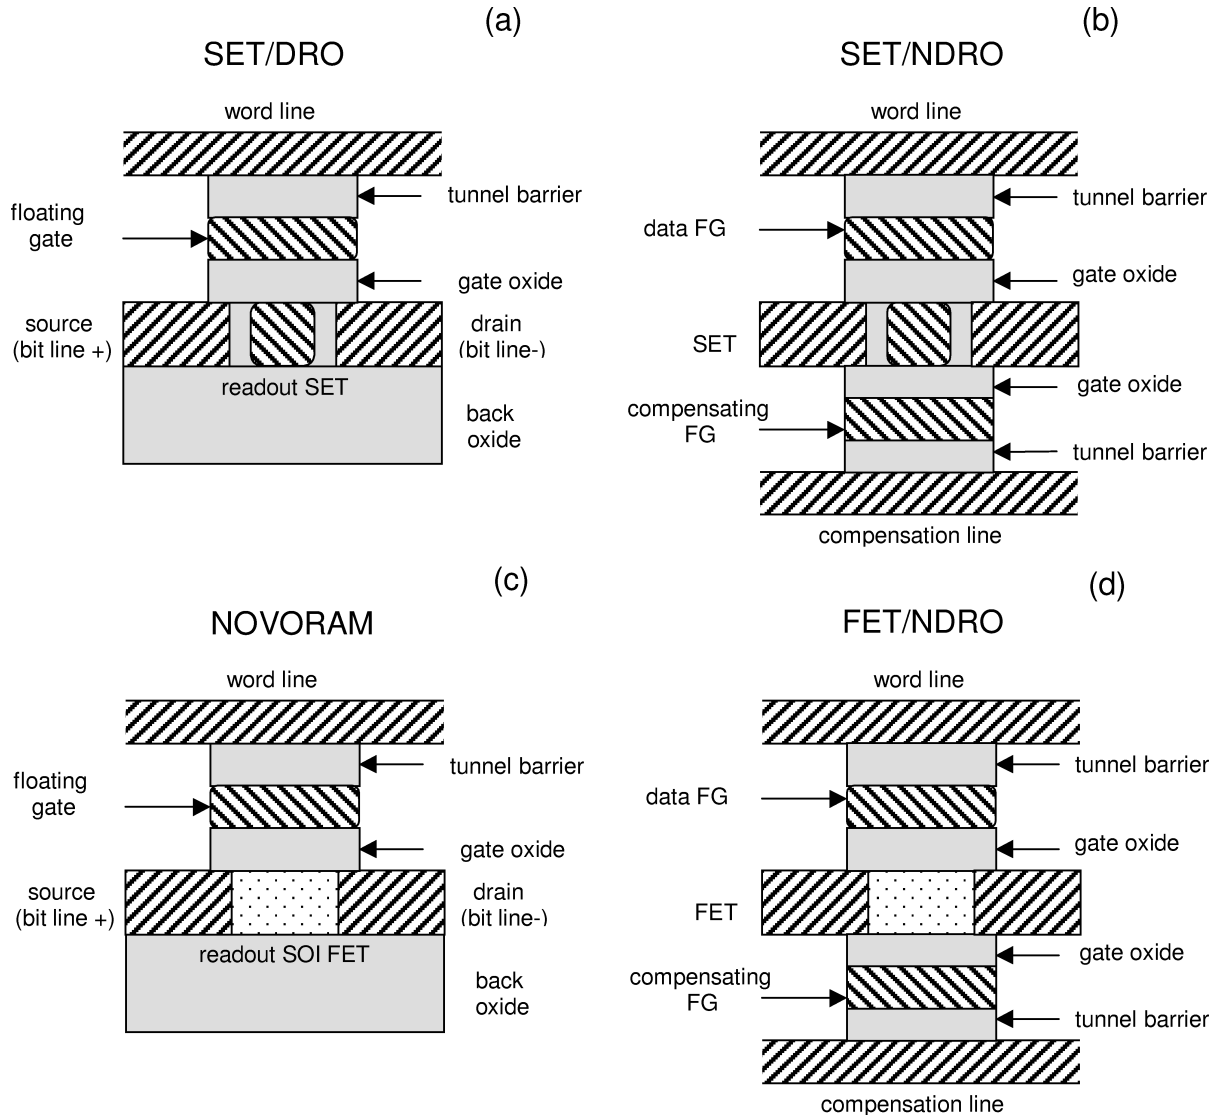 (a)
SET/DRO
word line
tunnel barrier
floating
gate
gate oxide
source
(bit line +)
drain
(bit line-)
readout SET
back
oxide
(b)
SET/NDRO
word line
tunnel barrier
data FG
gate oxide
SET
gate oxide
compensating
FG
tunnel barrier
compensation line
(c)
NOVORAM
word line
tunnel barrier
floating
gate
gate oxide
source
(bit line +)
drain
(bit line-)
readout SOI FET
back
oxide
(d)
FET/NDRO
word line
tunnel barrier
data FG
gate oxide
FET
gate oxide
compensating
FG
tunnel barrier
compensation line